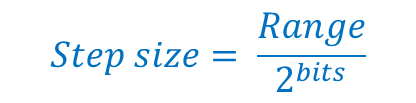 Step size = Range / 2^bits